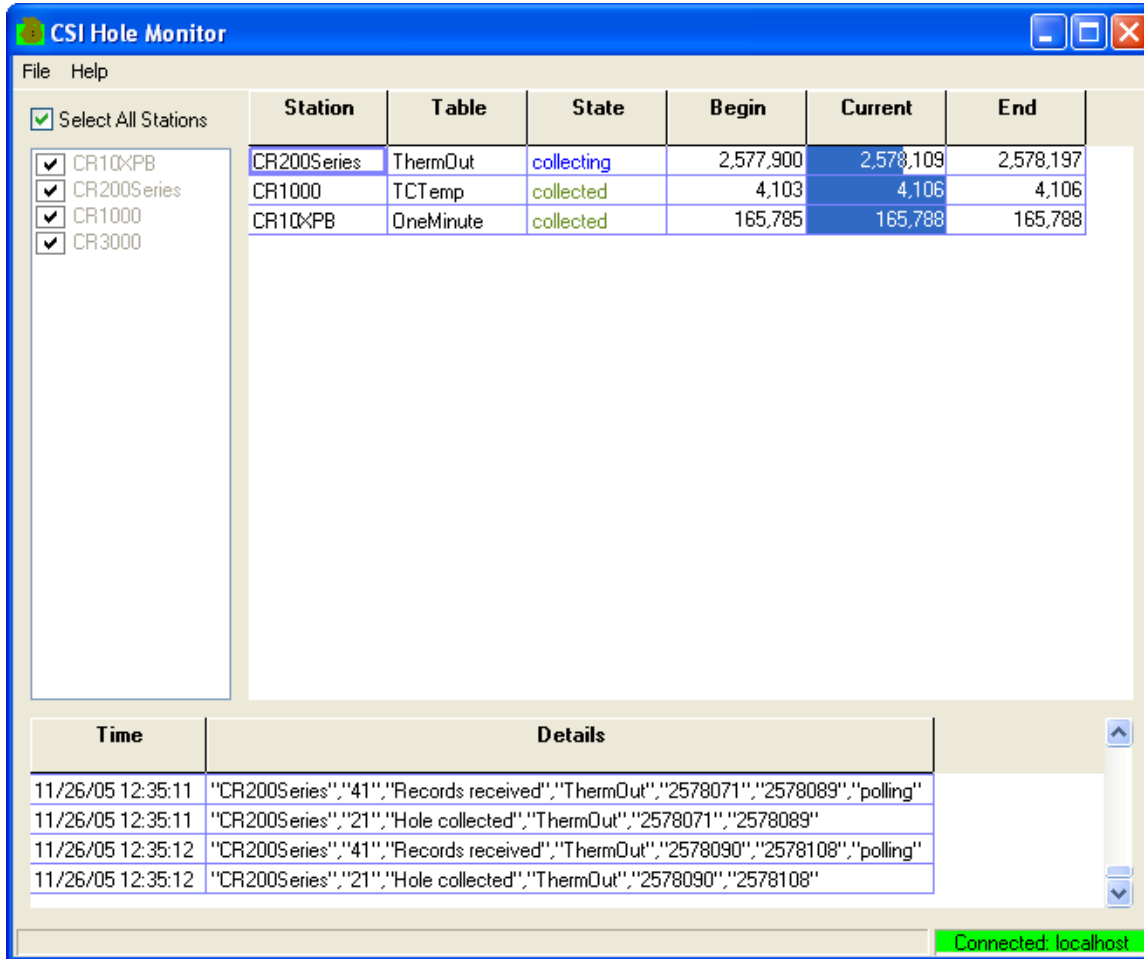 CSI Hole Monitor
File Help
Select All Stations
CR10XPB
CR200Series
CR1000
CR3000
Station Table State Begin Current End
CR200Series ThermOut collecting 2,577,900 2,578,109 2,578,197
CR1000 TCTemp collected 4,103 4,106 4,106
CR10XPB OneMinute collected 165,785 165,788 165,788
Time Details
11/26/05 12:35:11 "CR200Series","41","Records received","ThermOut","2578071","2578089","polling"
11/26/05 12:35:11 "CR200Series","21","Hole collected","ThermOut","2578071","2578089"
11/26/05 12:35:12 "CR200Series","41","Records received","ThermOut","2578090","2578108","polling"
11/26/05 12:35:12 "CR200Series","21","Hole collected","ThermOut","2578090","2578108"
Connected: localhost